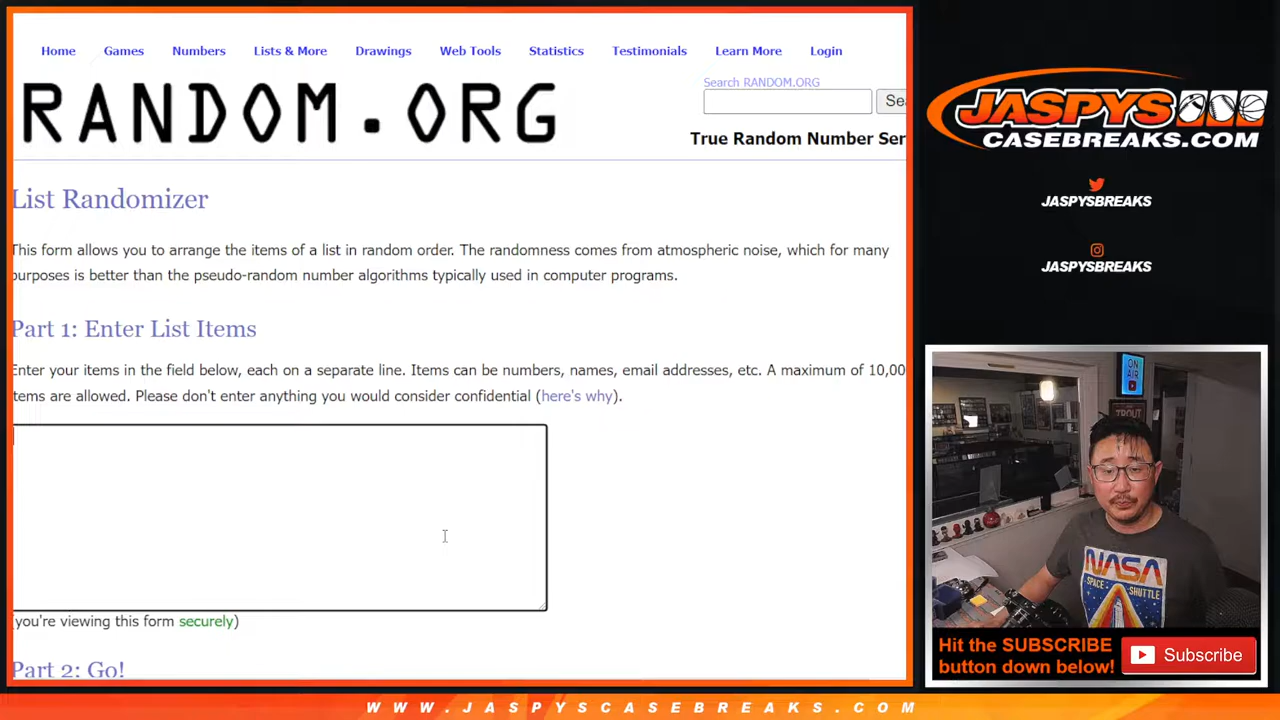 Home Games Numbers Lists & More Drawings Web Tools Statistics Testimonials Learn More Login
RANDOM.ORG
Search RANDOM.ORG
Sea
True Random Number Ser
List Randomizer
This form allows you to arrange the items of a list in random order. The randomness comes from atmospheric noise, which for many
purposes is better than the pseudo-random number algorithms typically used in computer programs.
Part 1: Enter List Items
Enter your items in the field below, each on a separate line. Items can be numbers, names, email addresses, etc. A maximum of 10,00
items are allowed. Please don't enter anything you would consider confidential (here's why).
(you're viewing this form securely)
Part 2: Go!
JASPYS
CASEBREAKS.COM
JASPYSBREAKS
JASPYSBREAKS
ON
AIR
TROUT
NASA
SPACE SHUTTLE
Hit the SUBSCRIBE
button down below!
Subscribe
WWW.JASPYSCASEBREAKS.COM